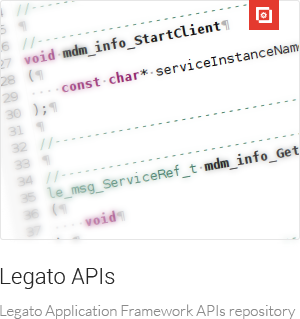 //--
5 ¶
6 //-------------------
27 void·mdm_info_StartClient¶
28 (¶
29 ····const·char*·serviceInstanceNam
30 );¶
31 ¶
32 //-------------------
33 ¶
34 //-------------------
35 le_msg_ServiceRef_t·mdm_info_Get
36 (¶
37 ····void¶
Legato APIs
Legato Application Framework APIs repository